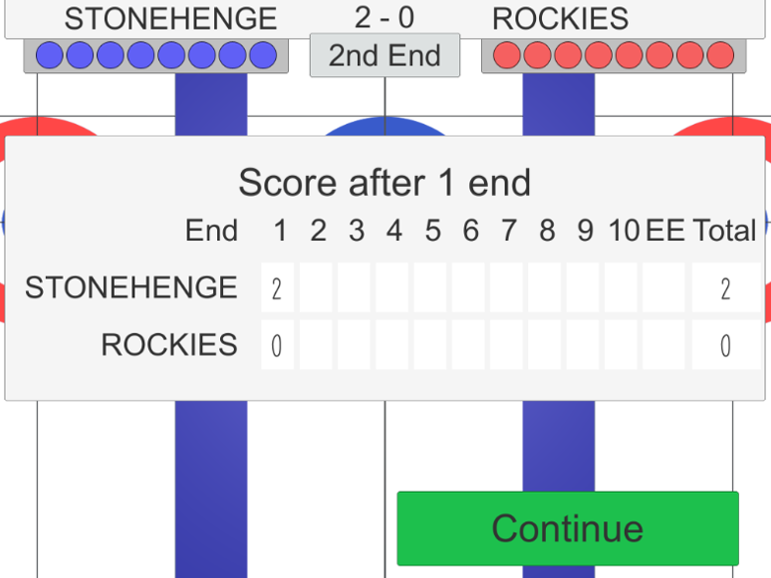 STONEHENGE 2 - 0 ROCKIES
2nd End
Score after 1 end
End 1 2 3 4 5 6 7 8 9 10 EE Total
STONEHENGE 2 2
ROCKIES 0 0
Continue